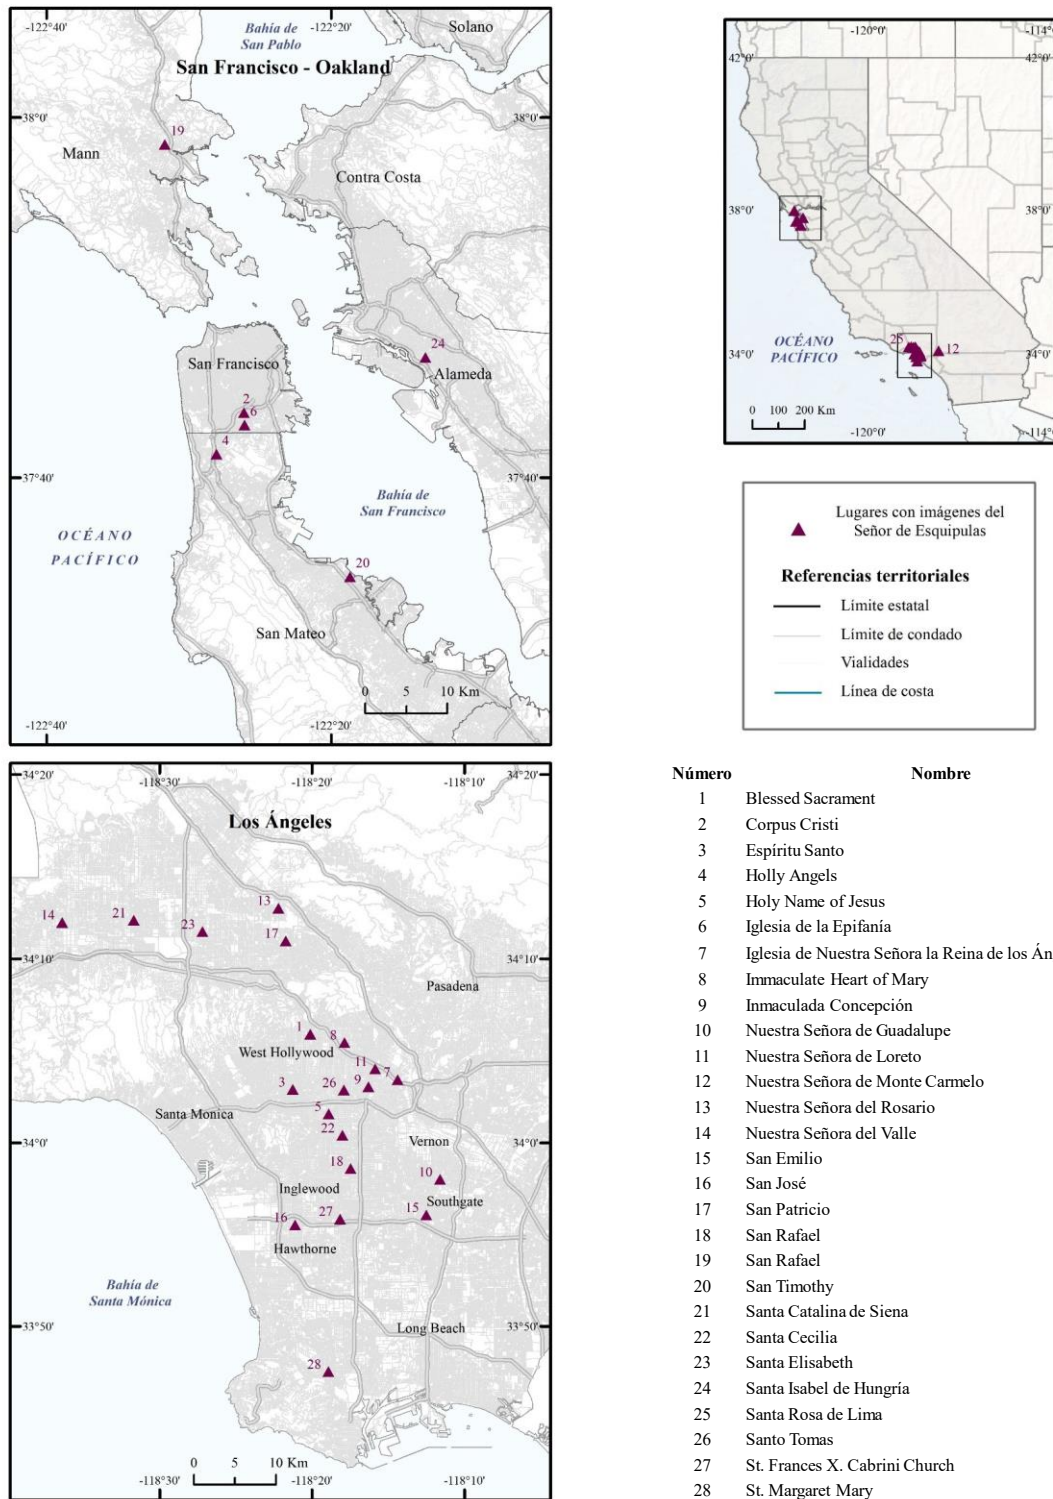 -122°40'
-122°20'
Bahía de
San Pablo
Solano
San Francisco - Oakland
38°0'
38°0'
19
Mann
Contra Costa
24
San Francisco
Alameda
2
6
4
37°40'
37°40'
Bahía de
San Francisco
OCÉANO
PACÍFICO
20
San Mateo
0 5 10 Km
-122°40'
-122°20'
-120°0'
-114°
42°0'
42°0'
38°0'
38°0'
OCÉANO
PACÍFICO
25
12
34°0'
34°0'
0 100 200 Km
-120°0'
-114°
Lugares con imágenes del
Señor de Esquipulas
Referencias territoriales
Límite estatal
Límite de condado
Vialidades
Línea de costa
34°20'
-118°30'
-118°20'
-118°10'
34°20'
Los Ángeles
14
21
23
13
17
34°10'
34°10'
Pasadena
1
8
West Hollywood
11
7
3
26
9
Santa Monica
5
22
Vernon
34°0'
34°0'
18
10
Inglewood
Southgate
16
27
15
Hawthorne
Bahía de
Santa Mónica
33°50'
33°50'
Long Beach
28
0 5 10 Km
-118°30'
-118°20'
-118°10'
Número Nombre
1 Blessed Sacrament
2 Corpus Cristi
3 Espíritu Santo
4 Holly Angels
5 Holy Name of Jesus
6 Iglesia de la Epifanía
7 Iglesia de Nuestra Señora la Reina de los Án
8 Immaculate Heart of Mary
9 Inmaculada Concepción
10 Nuestra Señora de Guadalupe
11 Nuestra Señora de Loreto
12 Nuestra Señora de Monte Carmelo
13 Nuestra Señora del Rosario
14 Nuestra Señora del Valle
15 San Emilio
16 San José
17 San Patricio
18 San Rafael
19 San Rafael
20 San Timothy
21 Santa Catalina de Siena
22 Santa Cecilia
23 Santa Elisabeth
24 Santa Isabel de Hungría
25 Santa Rosa de Lima
26 Santo Tomas
27 St. Frances X. Cabrini Church
28 St. Margaret Mary